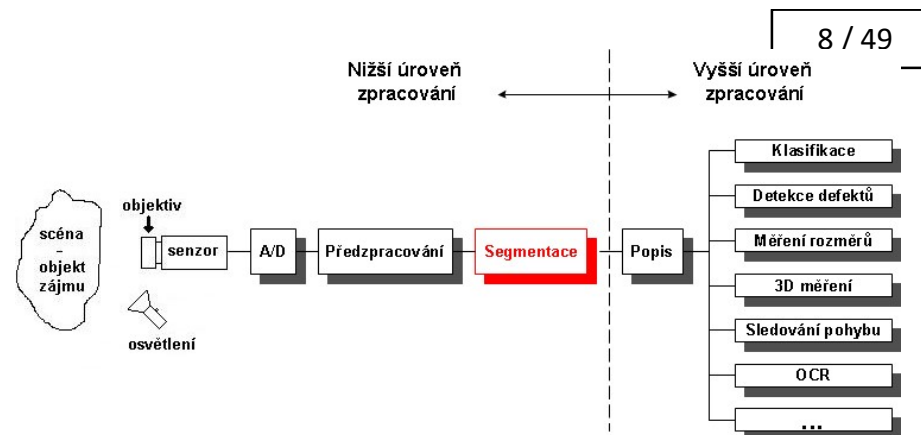 8 / 49
Nižší úroveň
zpracování
Vyšší úroveň
zpracování
scéna
–
objekt
zájmu
objektiv
senzor
osvětlení
A/D
Předzpracování
Segmentace
Popis
Klasifikace
Detekce defektů
Měření rozměrů
3D měření
Sledování pohybu
OCR
...